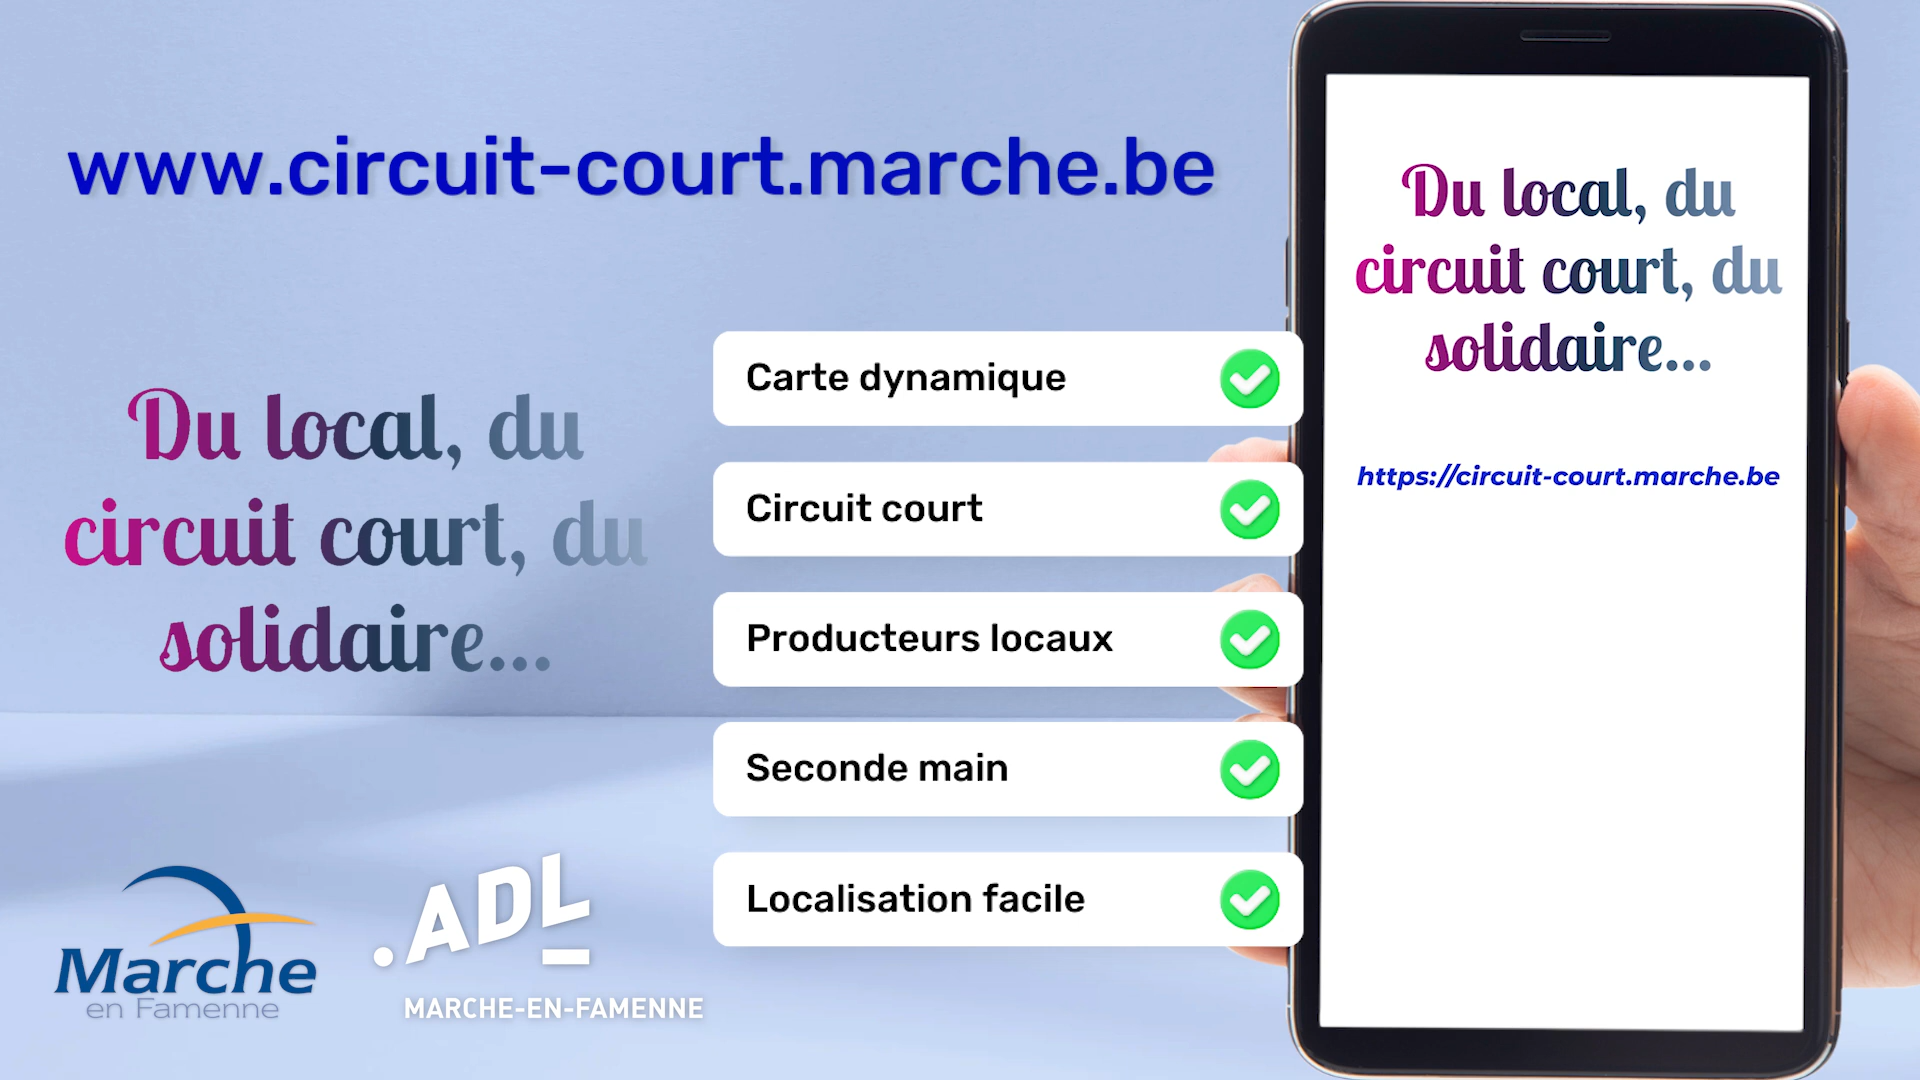 www.circuit-court.marche.be
Du local, du
circuit court, du
solidaire...
Carte dynamique
Circuit court
Producteurs locaux
Seconde main
Localisation facile
Du local, du
circuit court, du
solidaire...
https://circuit-court.marche.be
Marche
en Famenne
.ADL
MARCHE-EN-FAMENNE